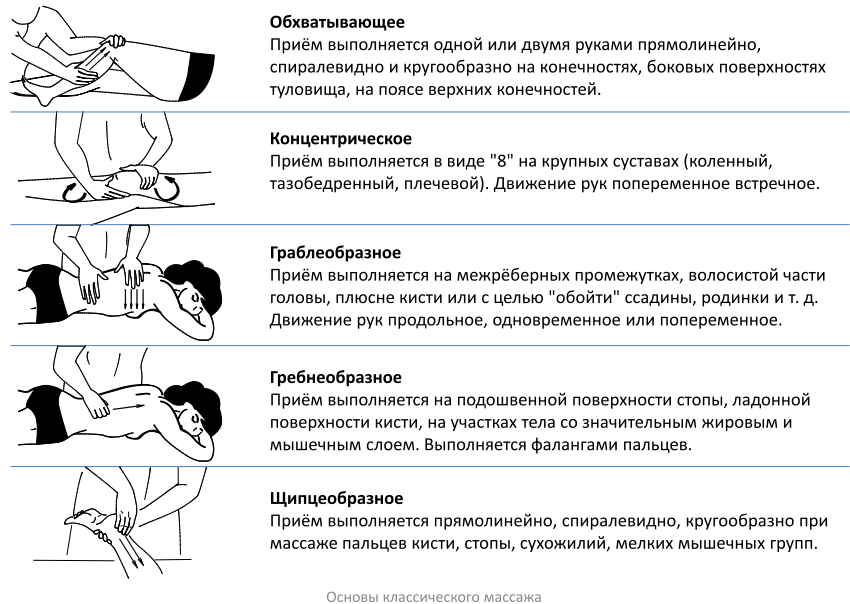 Обхватывающее
Приём выполняется одной или двумя руками прямолинейно,
спиралевидно и кругообразно на конечностях, боковых поверхностях
туловища, на поясе верхних конечностей.
Концентрическое
Приём выполняется в виде "8" на крупных суставах (коленный,
тазобедренный, плечевой). Движение рук попеременное встречное.
Граблеобразное
Приём выполняется на межрёберных промежутках, волосистой части
головы, плюсне кисти или с целью "обойти" ссадины, родинки и т. д.
Движение рук продольное, одновременное или попеременное.
Гребнеобразное
Приём выполняется на подошвенной поверхности стопы, ладонной
поверхности кисти, на участках тела со значительным жировым и
мышечным слоем. Выполняется фалангами пальцев.
Щипцеобразное
Приём выполняется прямолинейно, спиралевидно, кругообразно при
массаже пальцев кисти, стопы, сухожилий, мелких мышечных групп.
Основы классического массажа